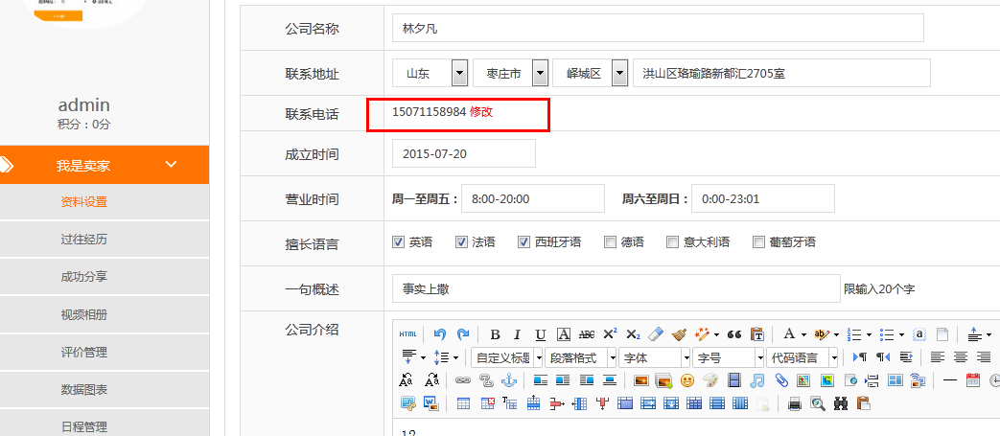 admin
积分：0分
我是卖家
资料设置
过往经历
成功分享
视频相册
评价管理
数据图表
日程管理
公司名称 林夕凡
联系地址 山东 枣庄市 峄城区 洪山区珞瑜路新都汇2705室
联系电话 15071158984 修改
成立时间 2015-07-20
营业时间 周一至周五： 8:00-20:00 周六至周日： 0:00-23:01
擅长语言 英语 法语 西班牙语 德语 意大利语 葡萄牙语
一句概述 事实上撒 限输入20个字
公司介绍
HTML
自定义标题 段落格式 字体 字号 代码语言
12